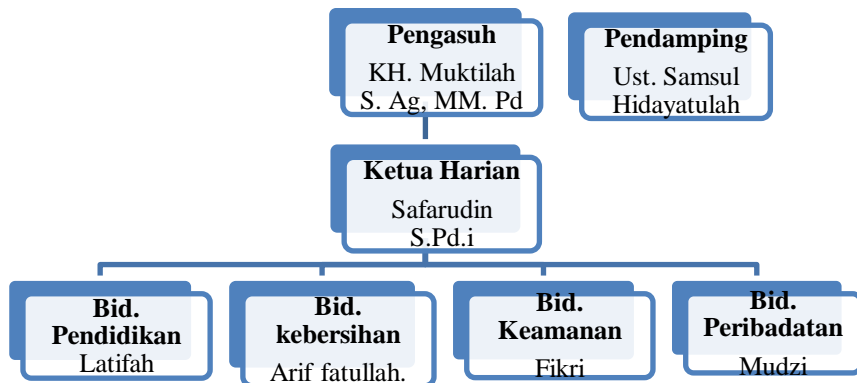 Pengasuh
KH. Muktilah
S. Ag, MM. Pd
Pendamping
Ust. Samsul
Hidayatulah
Ketua Harian
Safarudin
S.Pd.i
Bid.
Pendidikan
Latifah
Bid.
kebersihan
Arif fatullah.
Bid.
Keamanan
Fikri
Bid.
Peribadatan
Mudzi